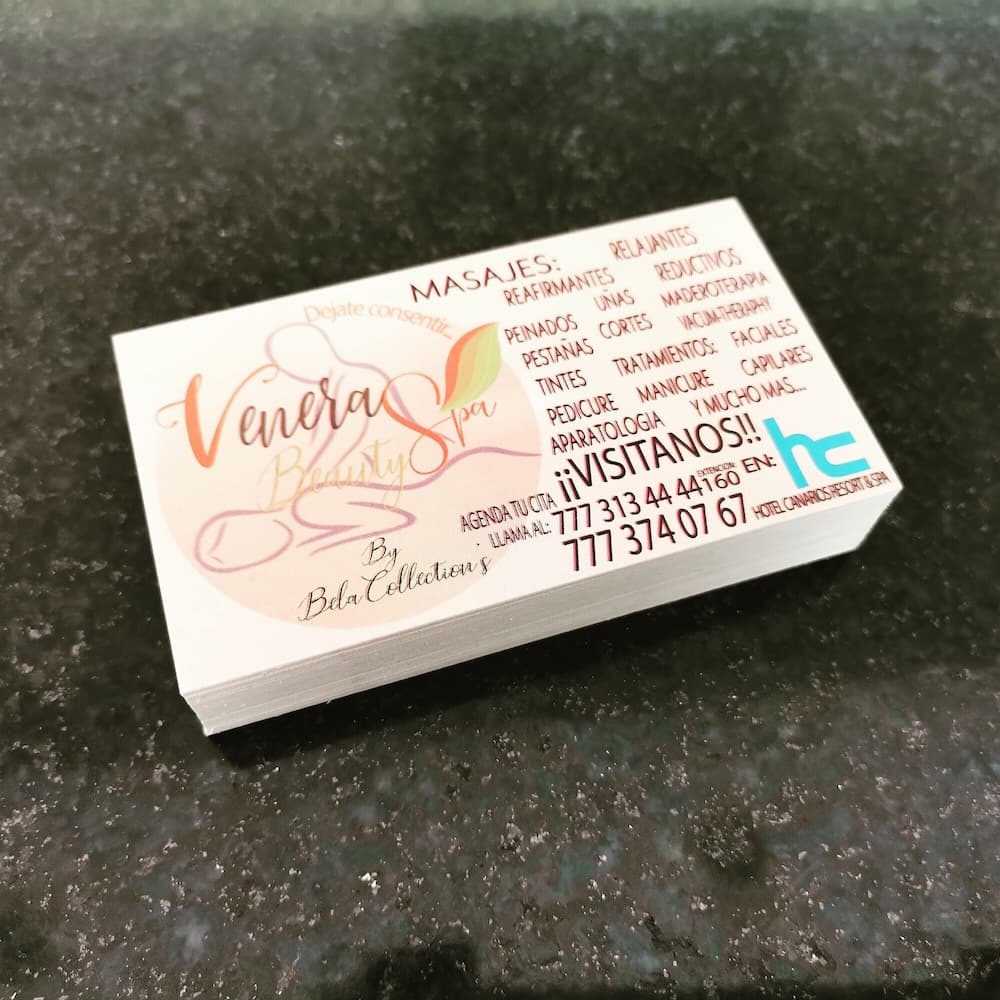 Dejate consentir...
Venera Spa
Beauty
By
Bela Collection's
MASAJES:
RELAJANTES
REAFIRMANTES
REDUCTIVOS
UÑAS
MADEROTERAPIA
PEINADOS
CORTES
VACUM-THERAPHY
PESTAÑAS
TRATAMIENTOS:
FACIALES
TINTES
CAPILARES
PEDICURE
MANICURE
Y MUCHO MAS...
APARATOLOGIA
¡¡VISITANOS!!
EN:
hc
HOTEL CANARIOS RESORT & SPA
AGENDA TU CITA
LLAMA AL:
777 313 44 44
EXTENCION:
160
777 374 07 67